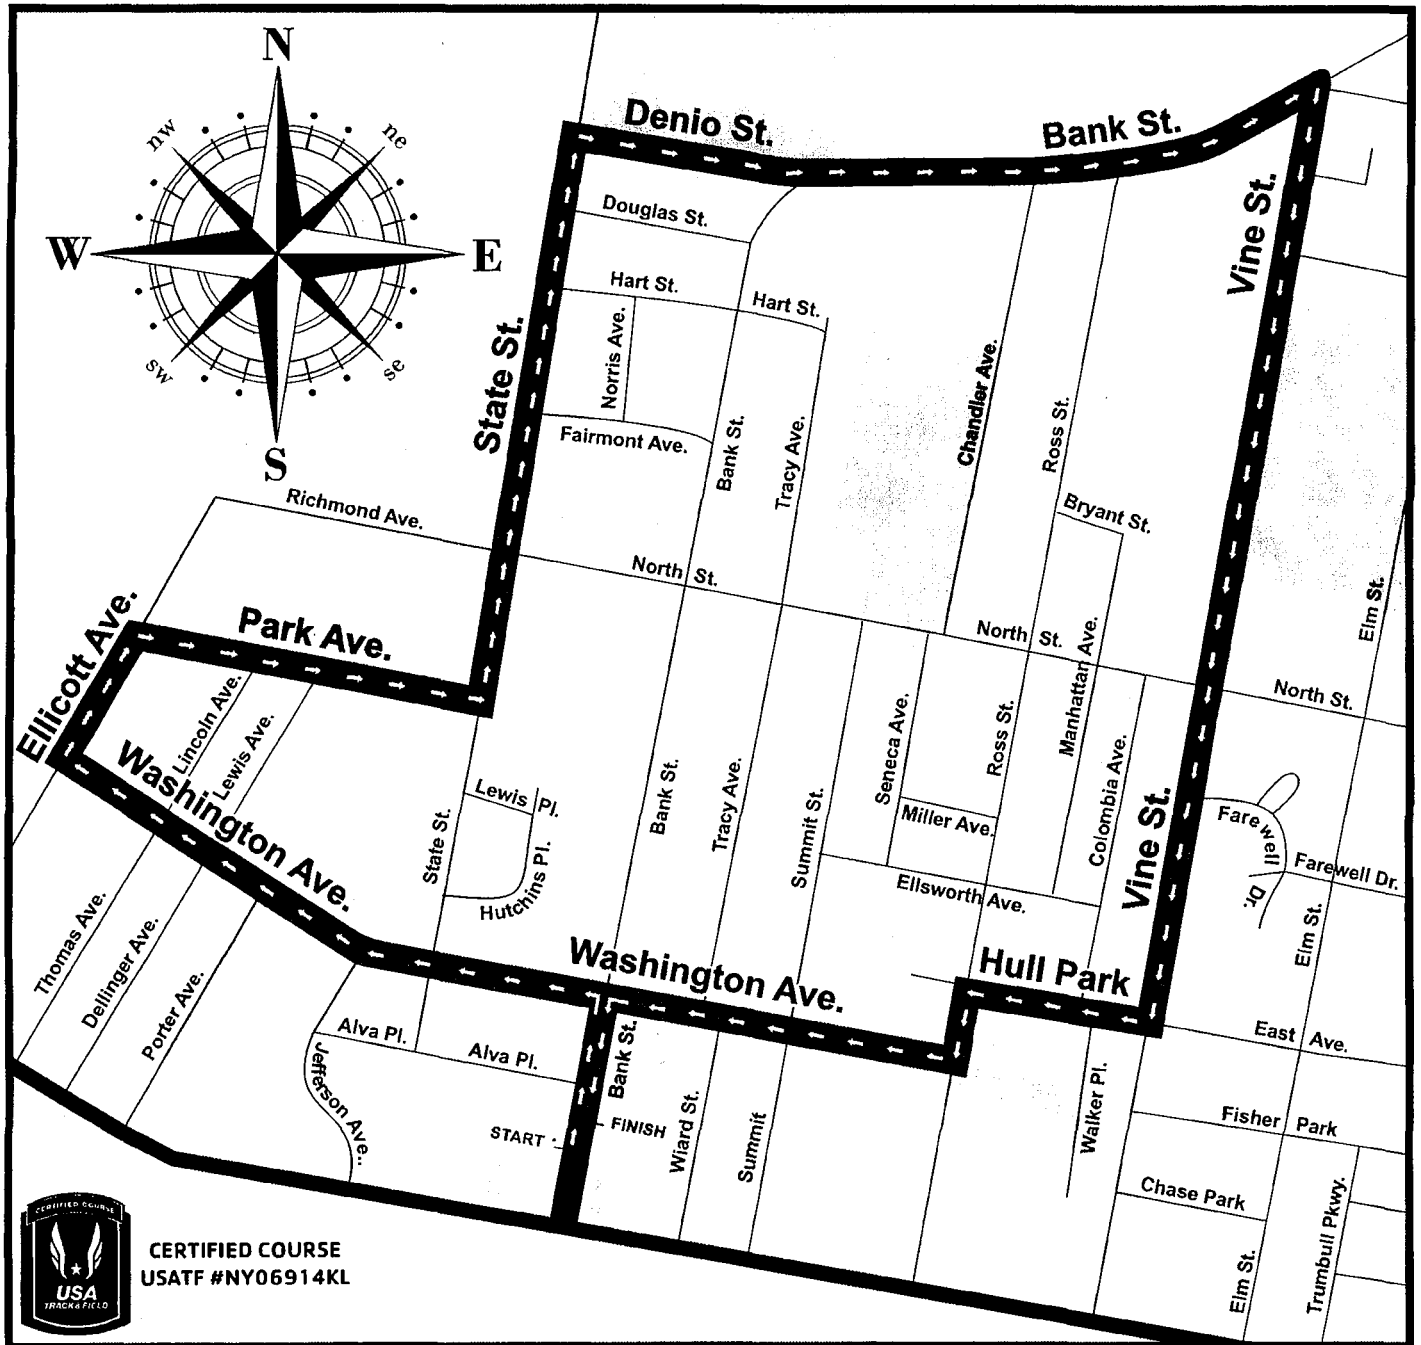 N
nw
ne
W
E
sw
se
S
Denio St.
Bank St.
Vine St.
Douglas St.
Hart St.
Hart St.
Norris Ave.
State St.
Fairmont Ave.
Bank St.
Tracy Ave.
Chandler Ave.
Ross St.
Bryant St.
Richmond Ave.
North St.
Elm St.
Ellicott Ave.
Park Ave.
North St.
Manhattan Ave.
North St.
Lincoln Ave.
Lewis Ave.
Washington Ave.
Seneca Ave.
Ross St.
Colombia Ave.
Lewis Pl.
State St.
Hutchins Pl.
Bank St.
Tracy Ave.
Summit St.
Miller Ave.
Vine St.
Farewell Dr.
Farewell Dr.
Ellsworth Ave.
Elm St.
Thomas Ave.
Dellinger Ave.
Porter Ave.
Washington Ave.
Hull Park
East Ave.
Alva Pl.
Alva Pl.
Jefferson Ave..
Bank St.
START
FINISH
Wiard St.
Summit
Walker Pl.
Fisher Park
Chase Park
Elm St.
Trumbull Pkwy.
CERTIFIED COURSE
USA
TRACK & FIELD
CERTIFIED COURSE
USATF #NY06914KL